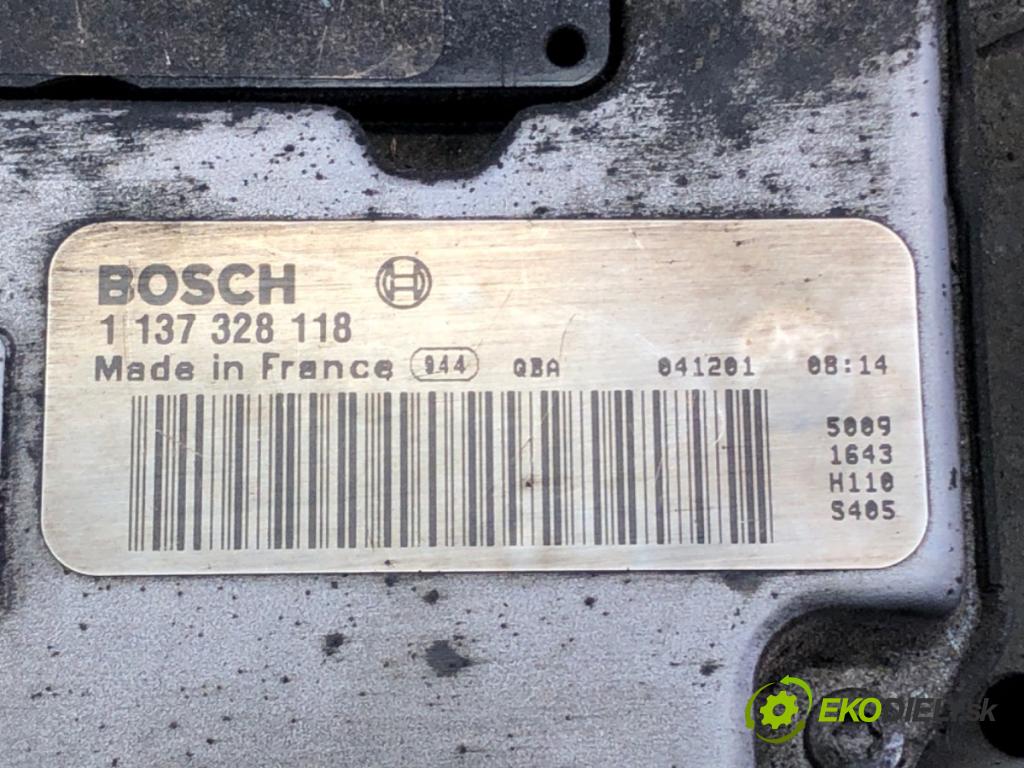 BOSCH
1 137 328 118
Made in France 944 QBA 041201 08:14
5009
1643
H110
S405
EKODIELY.sk